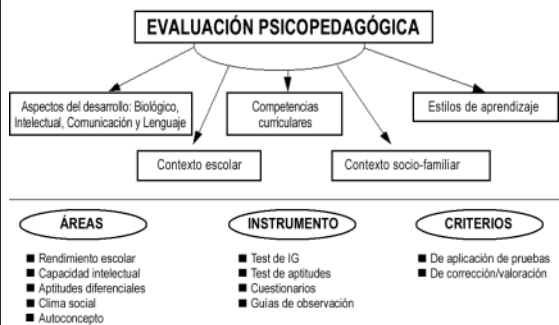 EVALUACIÓN PSICOPEDAGÓGICA
Aspectos del desarrollo: Biológico,
Intelectual, Comunicación y Lenguaje
Competencias
curriculares
Estilos de aprendizaje
Contexto escolar
Contexto socio-familiar
ÁREAS
■ Rendimiento escolar
■ Capacidad intelectual
■ Aptitudes diferenciales
■ Clima social
■ Autoconcepto
INSTRUMENTO
■ Test de IG
■ Test de aptitudes
■ Cuestionarios
■ Guías de observación
CRITERIOS
■ De aplicación de pruebas
■ De corrección/valoración